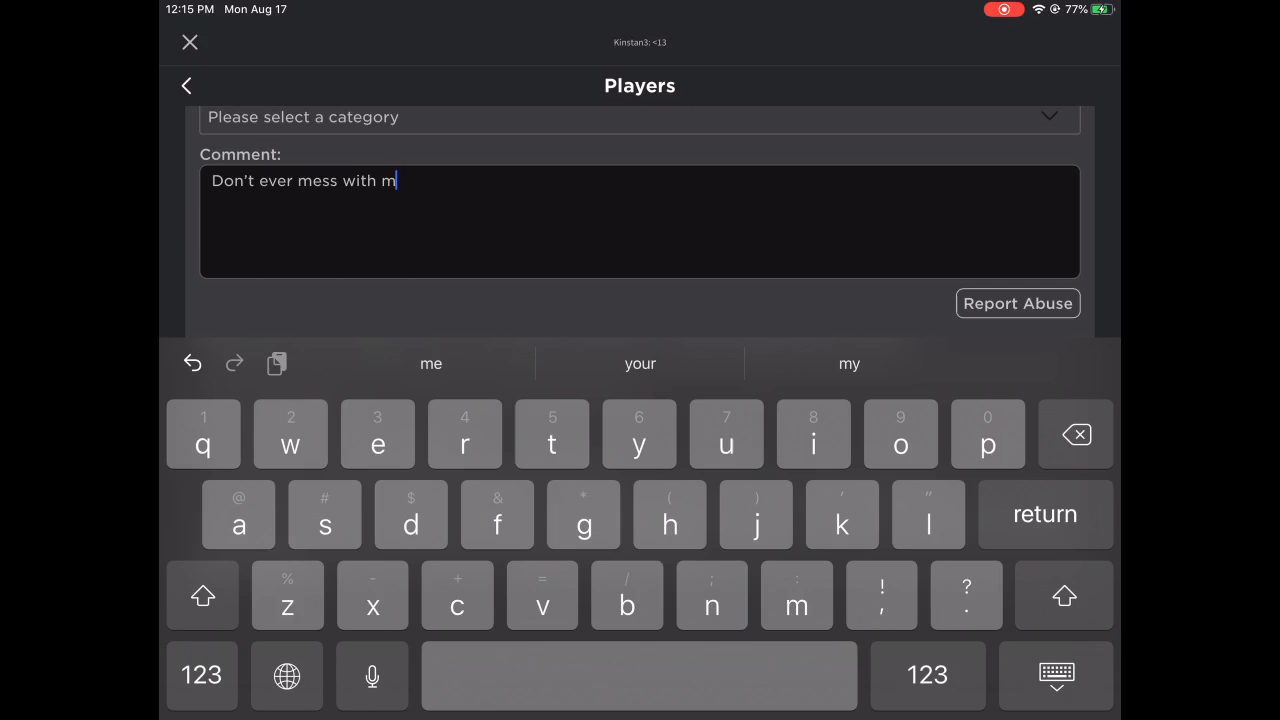 12:15 PM Mon Aug 17 77%
Kinstan3: <13
Players
Please select a category
Comment:
Don't ever mess with m
Report Abuse
me your my
1 2 3 4 5 6 7 8 9 0
q w e r t y u i o p
@ # $ & * ( ) ' "
a s d f g h j k l return
% - + = / ; : ! ?
z x c v b n m , .
123 123